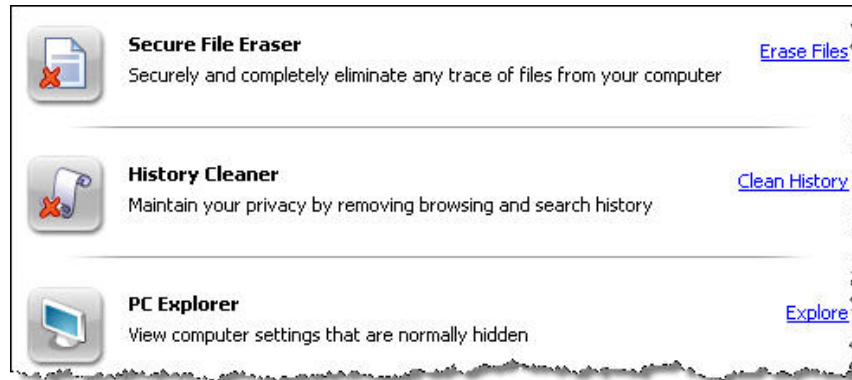 Secure File Eraser
Erase Files
Securely and completely eliminate any trace of files from your computer
History Cleaner
Clean History
Maintain your privacy by removing browsing and search history
PC Explorer
Explore
View computer settings that are normally hidden